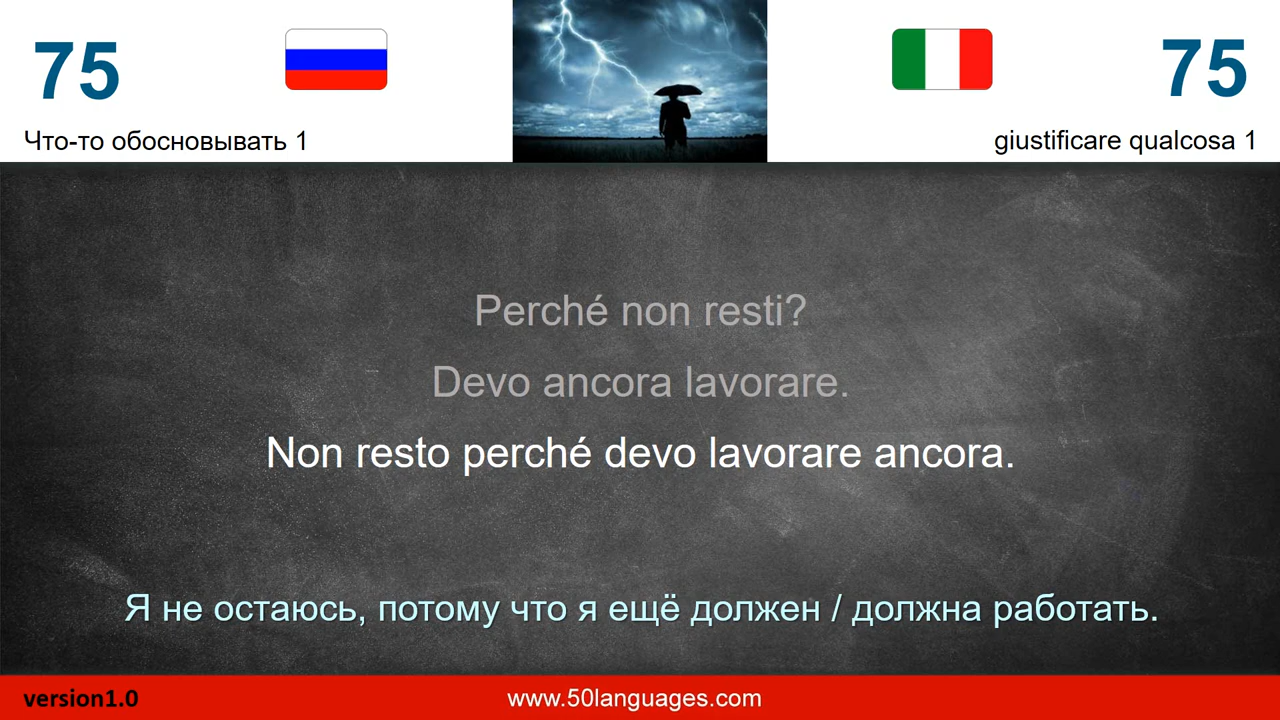 75
75
Что-то обосновывать 1
giustificare qualcosa 1
Perché non resti?
Devo ancora lavorare.
Non resto perché devo lavorare ancora.
Я не остаюсь, потому что я ещё должен / должна работать.
version1.0
www.50languages.com